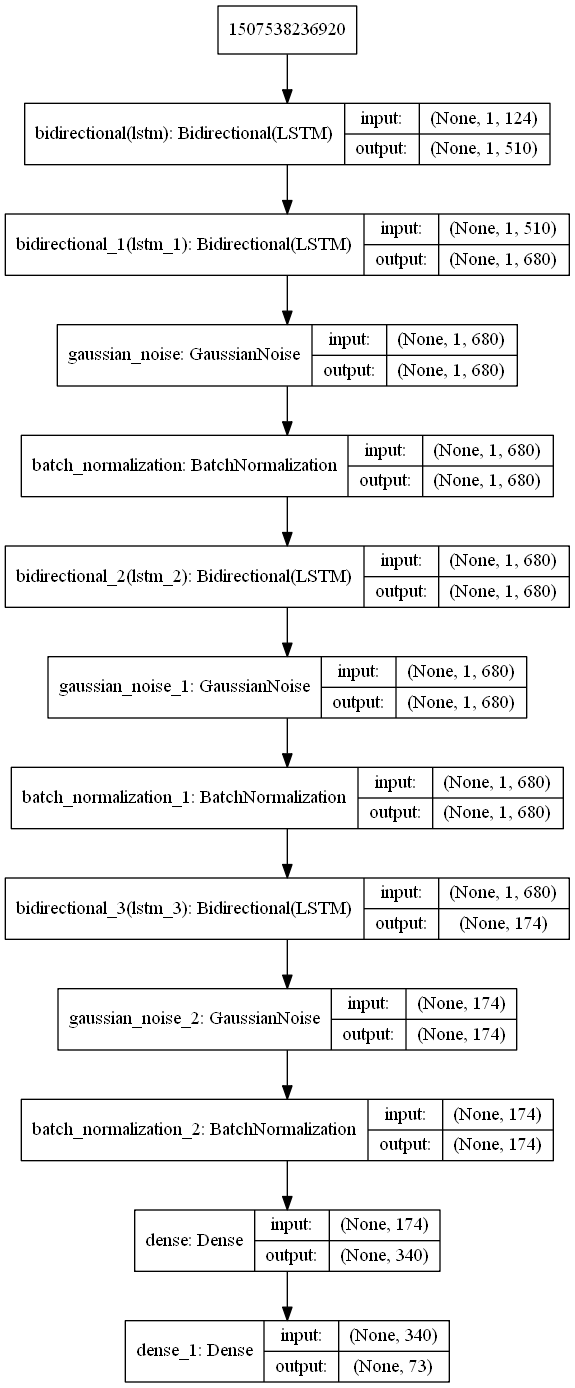 1507538236920
bidirectional(lstm): Bidirectional(LSTM)
input: (None, 1, 124)
output: (None, 1, 510)
bidirectional_1(lstm_1): Bidirectional(LSTM)
input: (None, 1, 510)
output: (None, 1, 680)
gaussian_noise: GaussianNoise
input: (None, 1, 680)
output: (None, 1, 680)
batch_normalization: BatchNormalization
input: (None, 1, 680)
output: (None, 1, 680)
bidirectional_2(lstm_2): Bidirectional(LSTM)
input: (None, 1, 680)
output: (None, 1, 680)
gaussian_noise_1: GaussianNoise
input: (None, 1, 680)
output: (None, 1, 680)
batch_normalization_1: BatchNormalization
input: (None, 1, 680)
output: (None, 1, 680)
bidirectional_3(lstm_3): Bidirectional(LSTM)
input: (None, 1, 680)
output: (None, 174)
gaussian_noise_2: GaussianNoise
input: (None, 174)
output: (None, 174)
batch_normalization_2: BatchNormalization
input: (None, 174)
output: (None, 174)
dense: Dense
input: (None, 174)
output: (None, 340)
dense_1: Dense
input: (None, 340)
output: (None, 73)